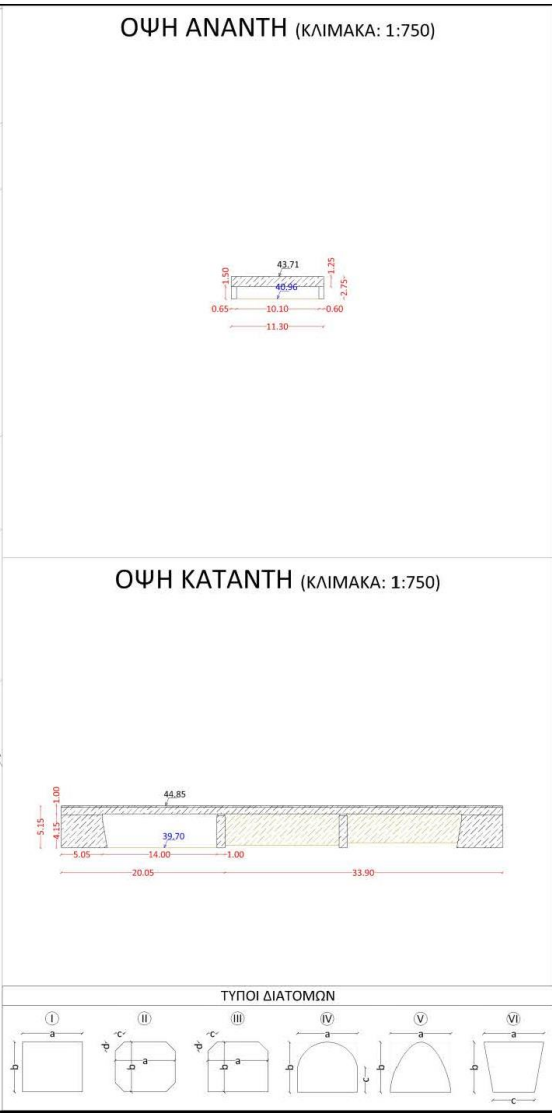 ΟΨΗ ΑΝΑΝΤΗ (ΚΛΙΜΑΚΑ: 1:750)
43.71
1.50
1.25
40.96
2.75
0.65 10.10 0.60
11.30
ΟΨΗ ΚΑΤΑΝΤΗ (ΚΛΙΜΑΚΑ: 1:750)
44.85
1.00
5.15
4.15
39.70
5.05 14.00 1.00
20.05 33.90
ΤΥΠΟΙ ΔΙΑΤΟΜΩΝ
I II III IV V VI
a c c a a a
d d
b a b a b b c b b
c